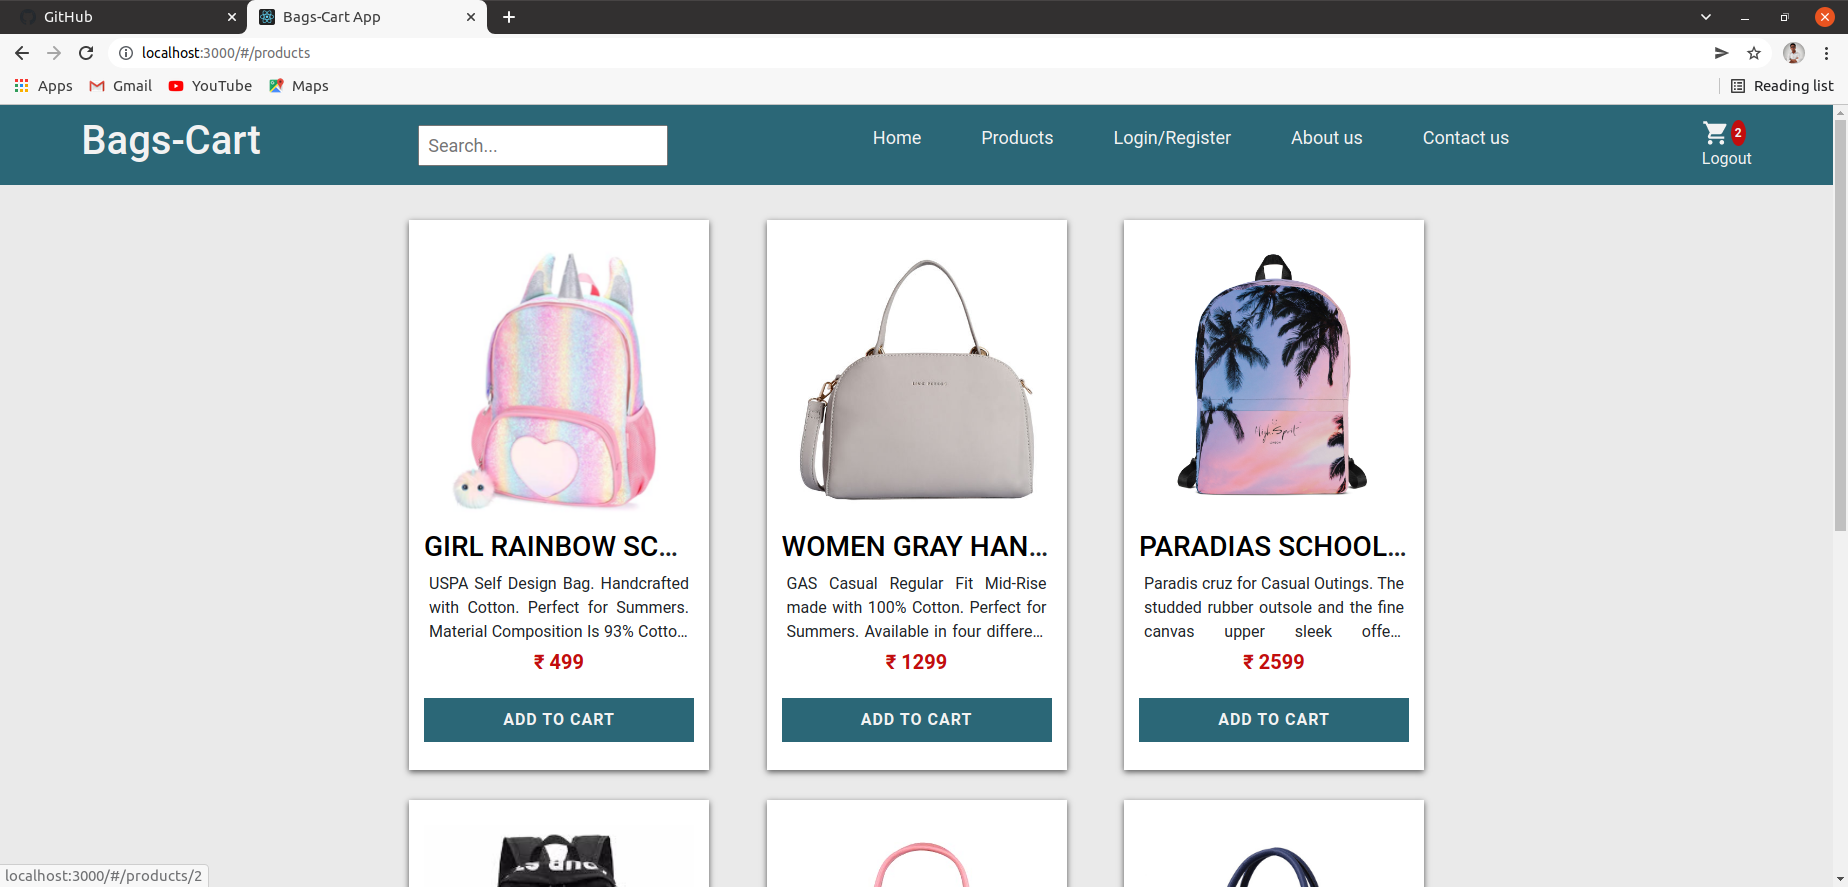 GitHub
Bags-Cart App
localhost:3000/#/products
Apps Gmail YouTube Maps Reading list
Bags-Cart
Search...
Home Products Login/Register About us Contact us
2
Logout
GIRL RAINBOW SC...
USPA Self Design Bag. Handcrafted
with Cotton. Perfect for Summers.
Material Composition Is 93% Cotto...
₹ 499
ADD TO CART
WOMEN GRAY HAN...
GAS Casual Regular Fit Mid-Rise
made with 100% Cotton. Perfect for
Summers. Available in four differe...
₹ 1299
ADD TO CART
PARADIAS SCHOOL...
Paradis cruz for Casual Outings. The
studded rubber outsole and the fine
canvas upper sleek offe...
₹ 2599
ADD TO CART
localhost:3000/#/products/2